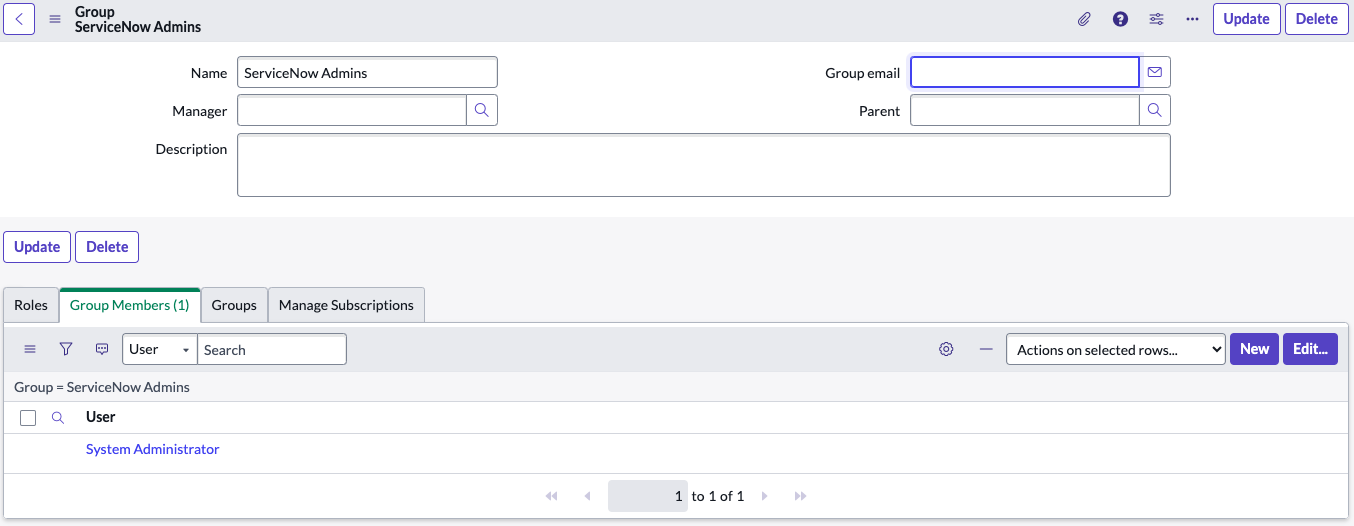 Group
ServiceNow Admins
Update Delete
Name ServiceNow Admins Group email
Manager Parent
Description
Update Delete
Roles Group Members (1) Groups Manage Subscriptions
User Search Actions on selected rows... New Edit...
Group = ServiceNow Admins
User
System Administrator
1 to 1 of 1